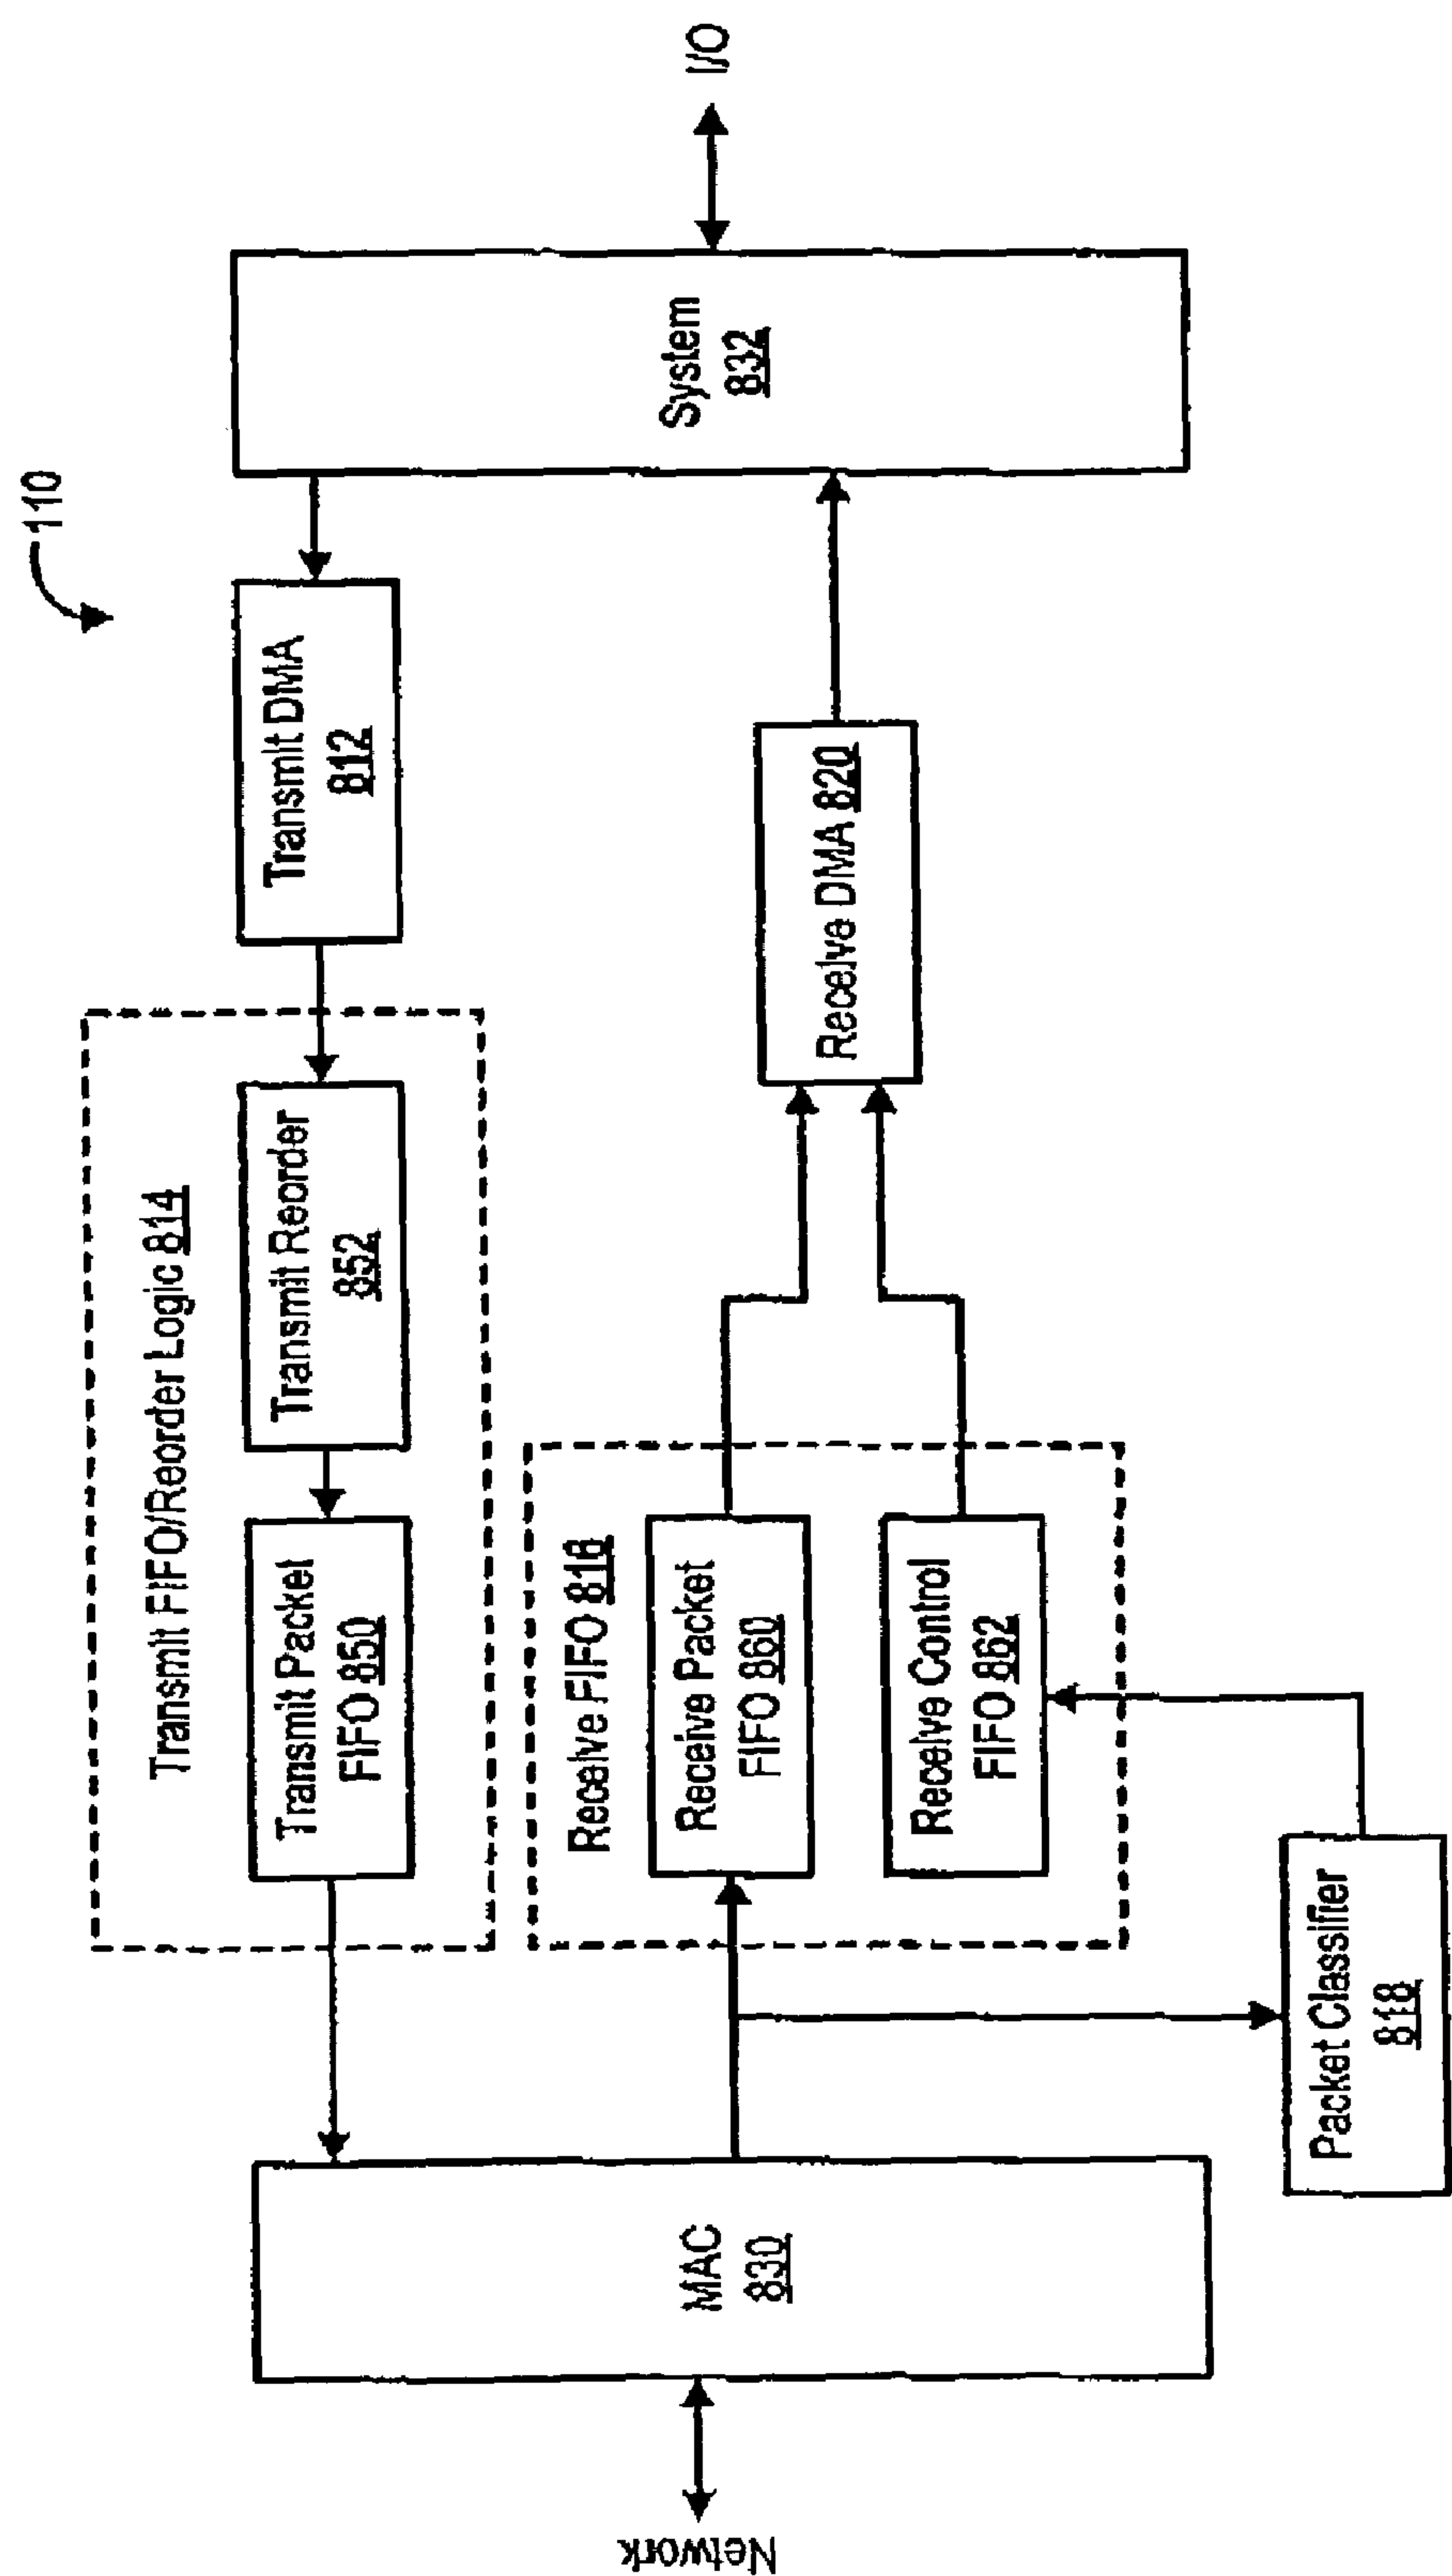 110
Transmit FIFO/Reorder Logic 814
Transmit Packet
FIFO 850
Transmit Reorder
852
Transmit DMA
812
Network
MAC
830
Receive FIFO 816
Receive Packet
FIFO 860
Receive Control
FIFO 862
Receive DMA 820
System
832
I/O
Packet Classifier
818